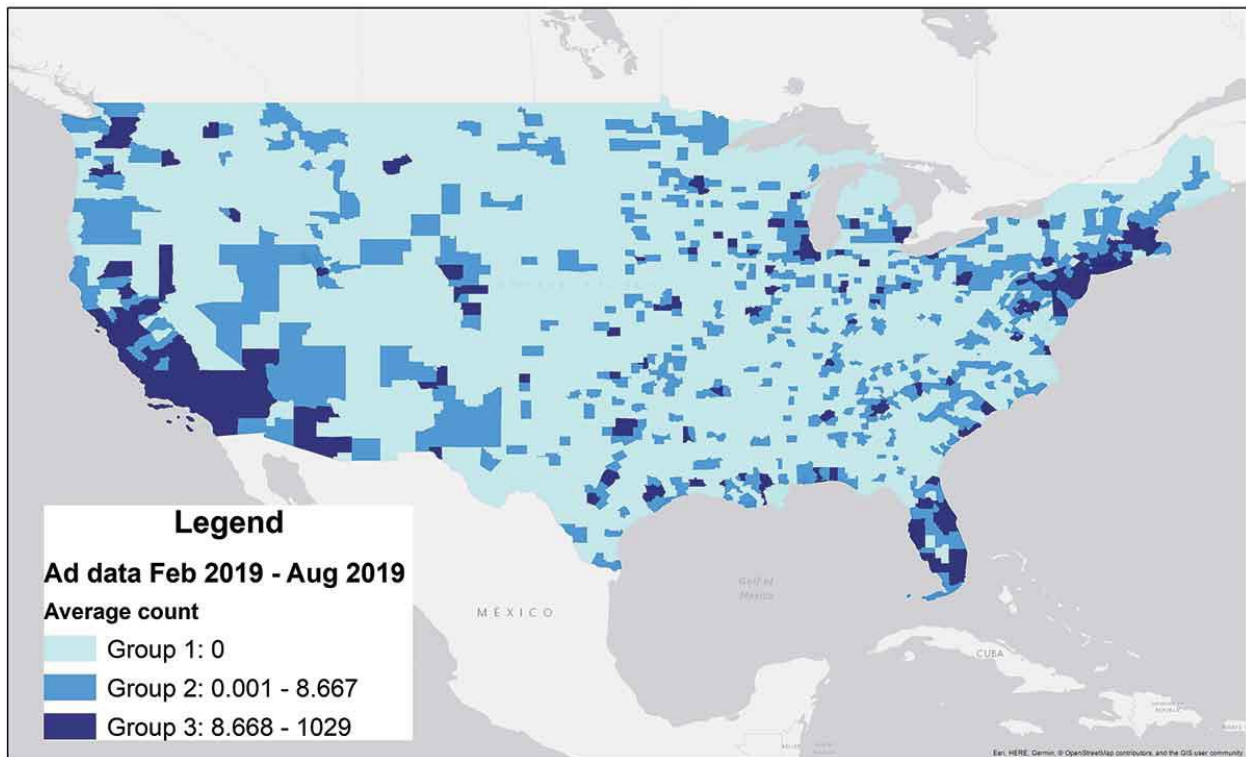 Legend
Ad data Feb 2019 - Aug 2019
Average count
Group 1: 0
Group 2: 0.001 - 8.667
Group 3: 8.668 - 1029
MÉXICO
Gulf of
Mexico
CUBA
Esri, HERE, Garmin, © OpenStreetMap contributors, and the GIS user community